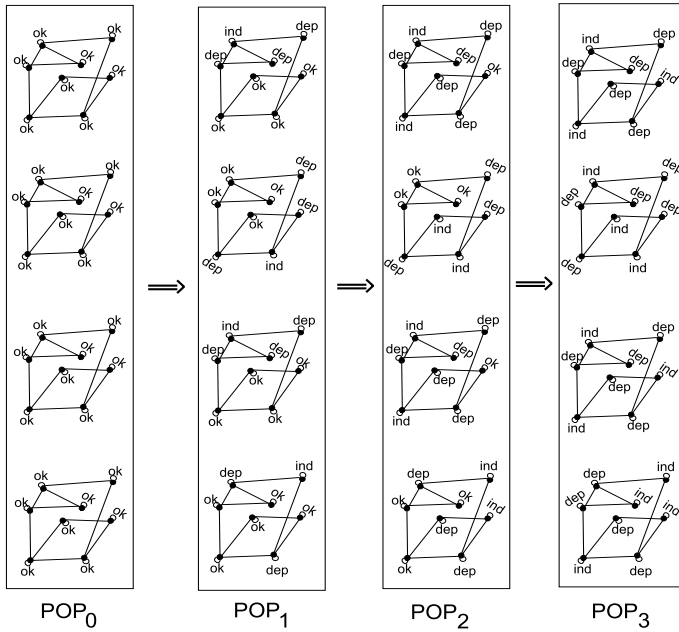 ok ok
ok ok ok
ok
ok ok
ok ok
ok ok ok
ok
ok ok
ok ok
ok ok ok
ok
ok ok
ok ok
ok ok ok
ok
ok ok
POP0
ind dep
dep dep ok
ok
ok ok
ok dep
ok ok dep
ok
dep ind
ind dep
dep dep ok
ok
ok ok
dep ind
ok ok ok
ok
ok dep
POP1
ind dep
dep dep ok
dep
ind dep
ok dep
ok ok dep
ind
dep ind
ind dep
dep dep ok
dep
ind dep
dep ind
ok ok ind
dep
ok dep
POP2
ind dep
dep dep ind
dep
ind dep
ind dep
dep dep dep
ind
dep ind
ind dep
dep dep ind
dep
ind dep
dep ind
dep ind ind
dep
ind dep
POP3